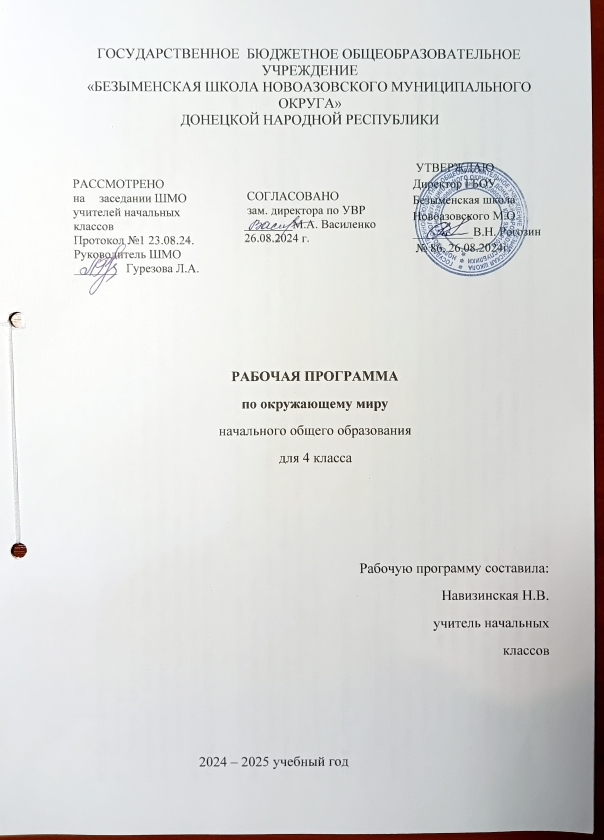 ГОСУДАРСТВЕННОЕ БЮДЖЕТНОЕ ОБЩЕОБРАЗОВАТЕЛЬНОЕ
УЧРЕЖДЕНИЕ
«БЕЗЫМЕНСКАЯ ШКОЛА НОВОАЗОВСКОГО МУНИЦИПАЛЬНОГО
ОКРУГА»
ДОНЕЦКОЙ НАРОДНОЙ РЕСПУБЛИКИ
РАССМОТРЕНО
на заседании ШМО
учителей начальных
классов
Протокол №1 23.08.24.
Руководитель ШМО
Гурезова Л.А.
СОГЛАСОВАНО
зам. директора по УВР
М.А. Василенко
26.08.2024 г.
УТВЕРЖДАЮ
Директор ГБОУ
Безыменская школа
Новоазовского М.О.
В.Н.
№ 86, 26.08.2024г.
РАБОЧАЯ ПРОГРАММА
по окружающему миру
начального общего образования
для 4 класса
Рабочую программу составила:
Навизинская Н.В.
учитель начальных
классов
2024 – 2025 учебный год